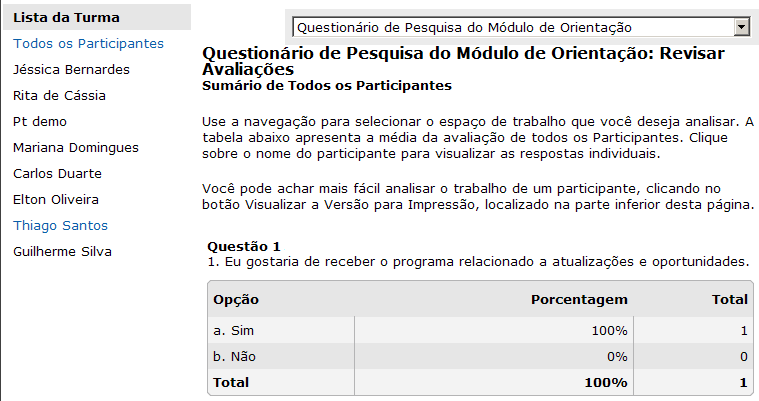 Lista da Turma
Todos os Participantes
Jéssica Bernardes
Rita de Cássia
Pt demo
Mariana Domingues
Carlos Duarte
Elton Oliveira
Thiago Santos
Guilherme Silva
Questionário de Pesquisa do Módulo de Orientação
Questionário de Pesquisa do Módulo de Orientação: Revisar
Avaliações
Sumário de Todos os Participantes
Use a navegação para selecionar o espaço de trabalho que você deseja analisar. A
tabela abaixo apresenta a média da avaliação de todos os Participantes. Clique
sobre o nome do participante para visualizar as respostas individuais.
Você pode achar mais fácil analisar o trabalho de um participante, clicando no
botão Visualizar a Versão para Impressão, localizado na parte inferior desta página.
Questão 1
1. Eu gostaria de receber o programa relacionado a atualizações e oportunidades.
Opção Porcentagem Total
a. Sim 100% 1
b. Não 0% 0
Total 100% 1